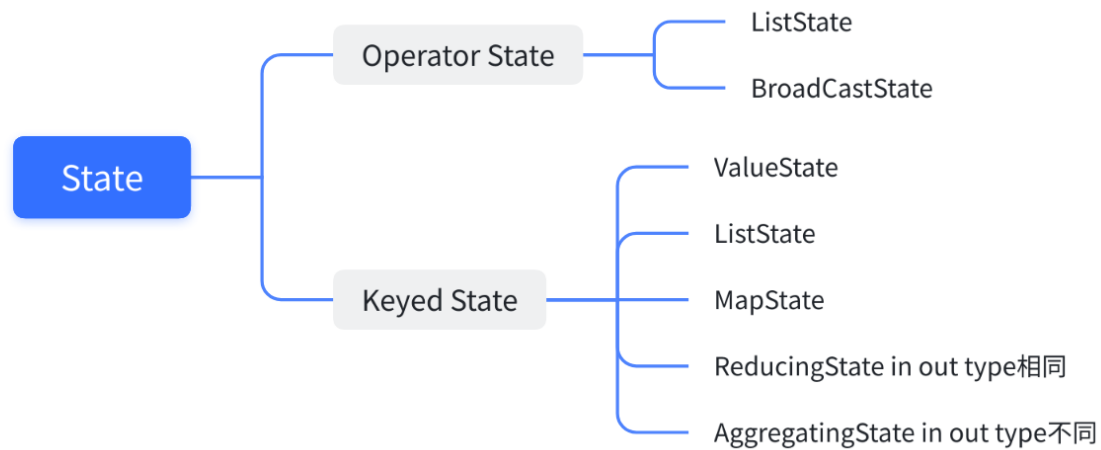 State
Operator State
ListState
BroadCastState
Keyed State
ValueState
ListState
MapState
ReducingState in out type相同
AggregatingState in out type不同